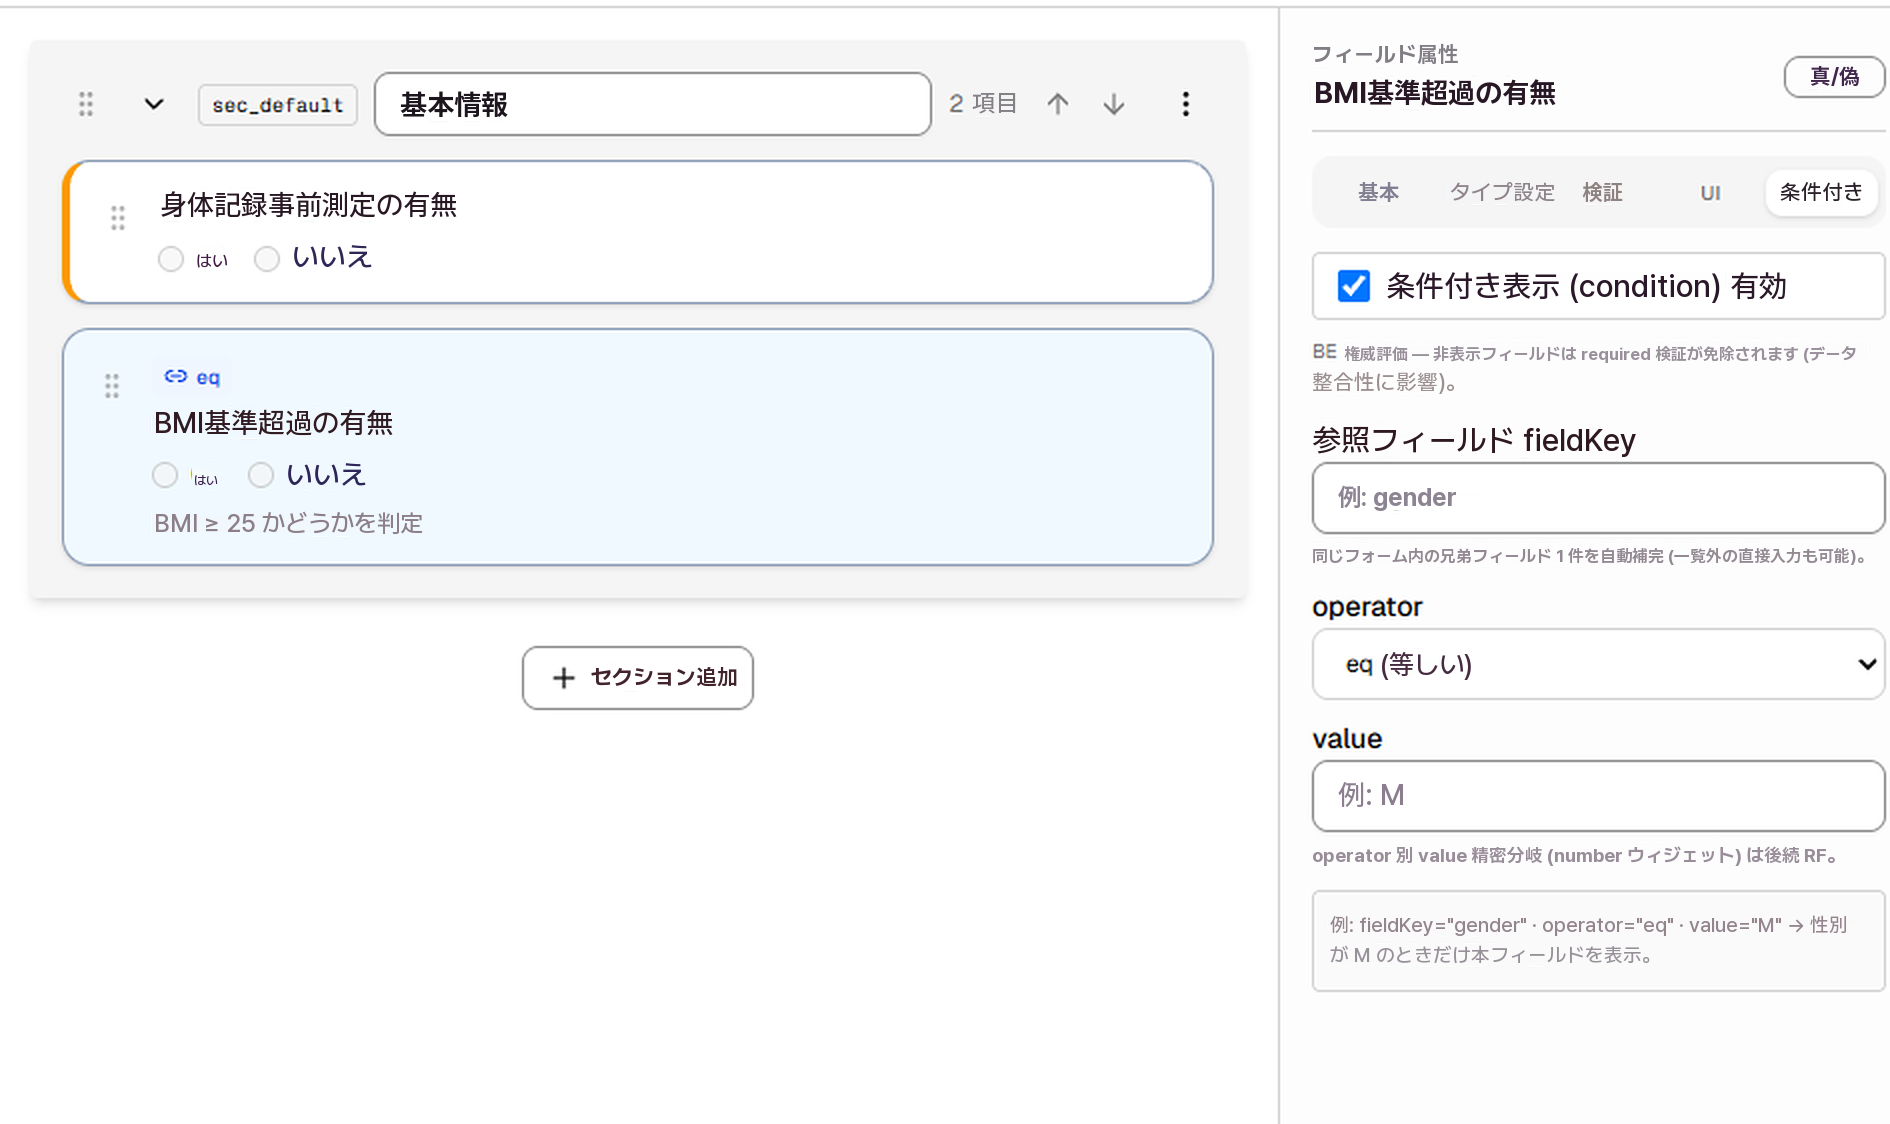 sec_default
基本情報
2 項目
身体記録事前測定の有無
はい いいえ
eq
BMI基準超過の有無
はい いいえ
BMI ≥ 25 かどうかを判定
セクション追加
フィールド属性
BMI基準超過の有無
真/偽
基本 タイプ設定 検証 UI 条件付き
条件付き表示 (condition) 有効
BE 権威評価 — 非表示フィールドは required 検証が免除されます (データ
整合性に影響)。
参照フィールド fieldKey
例: gender
同じフォーム内の兄弟フィールド 1 件を自動補完 (一覧外の直接入力も可能)。
operator
eq (等しい)
value
例: M
operator 別 value 精密分岐 (number ウィジェット) は後続 RF。
例: fieldKey="gender" · operator="eq" · value="M" → 性別
が M のときだけ本フィールドを表示。